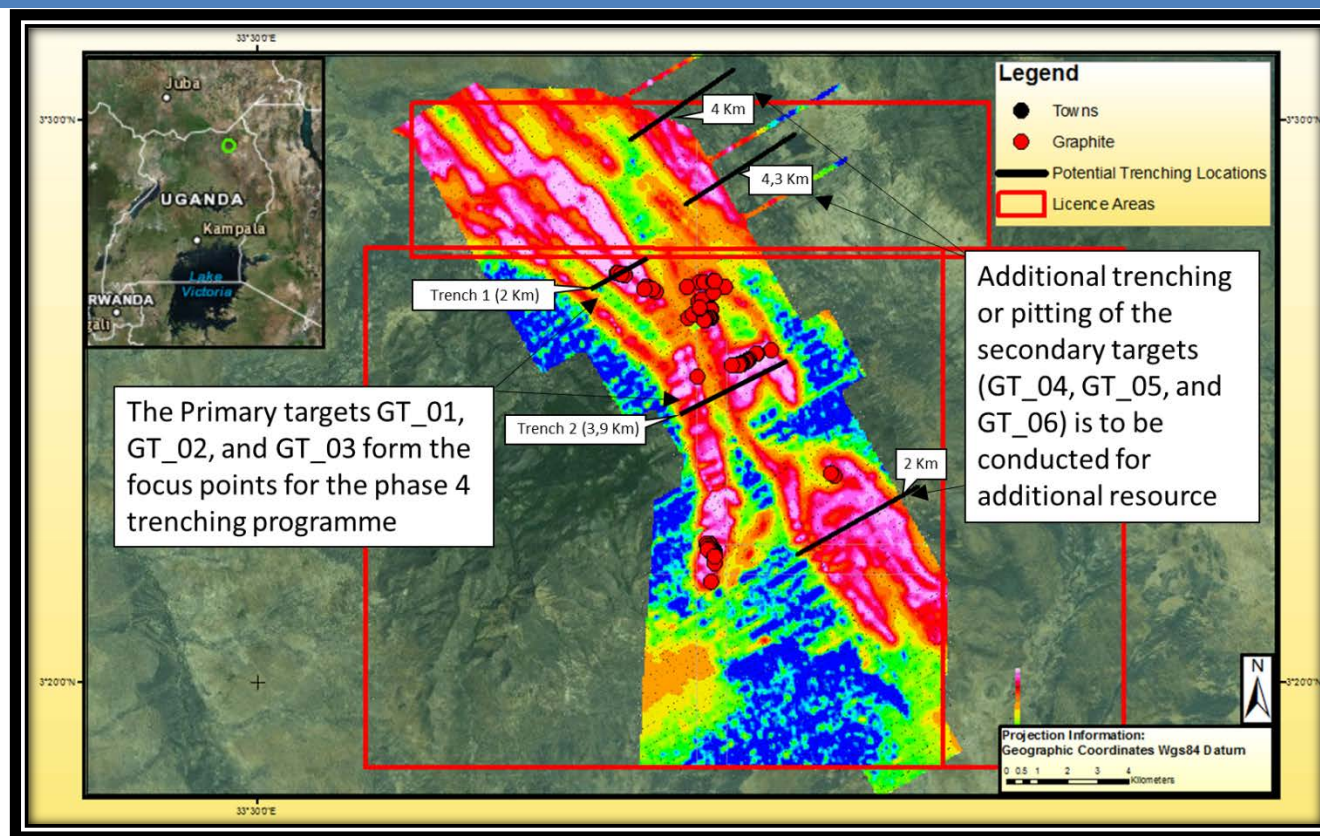 33°30'0"E
3°30'0"N
3°30'0"N
Juba
UGANDA
Kampala
Lake
Victoria
RWANDA
gali
Legend
Towns
Graphite
Potential Trenching Locations
Licence Areas
4 Km
4,3 Km
Trench 1 (2 Km)
Additional trenching
or pitting of the
secondary targets
(GT_04, GT_05, and
GT_06) is to be
conducted for
additional resource
The Primary targets GT_01,
GT_02, and GT_03 form the
focus points for the phase 4
trenching programme
Trench 2 (3,9 Km)
2 Km
3°20'0"N
3°20'0"N
N
Projection Information:
Geographic Coordinates Wgs84 Datum
0 0.5 1 2 3 4
Kilometers
33°30'0"E